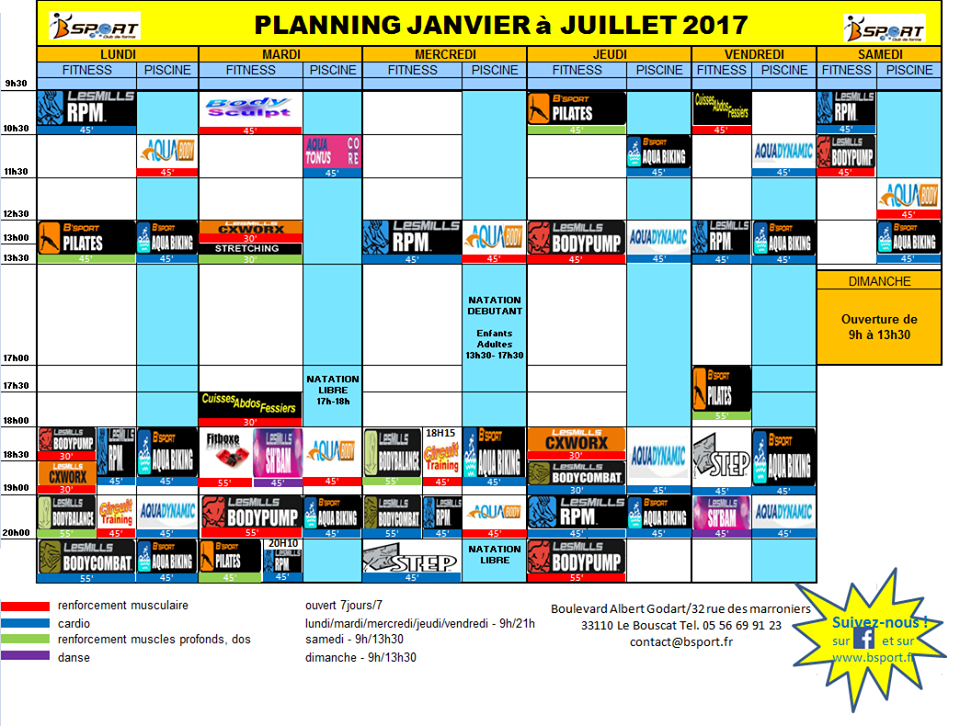 B'SPORT
Club de forme
PLANNING JANVIER à JUILLET 2017
B'SPORT
Club de forme
LUNDI MARDI MERCREDI JEUDI VENDREDI SAMEDI
FITNESS PISCINE FITNESS PISCINE FITNESS PISCINE FITNESS PISCINE FITNESS PISCINE FITNESS PISCINE
9h30
LESMILLS RPM 45'
Body Sculpt 45'
B'SPORT PILATES 45'
Cuisses Abdos Fessiers 45'
LESMILLS RPM 45'
10h30
AQUABODY 45'
AQUA TONUS CORE 45'
B'SPORT AQUA BIKING 45'
AQUADYNAMIC 45'
LESMILLS BODYPUMP 45'
11h30
AQUABODY 45'
12h30
B'SPORT PILATES 45'
B'SPORT AQUA BIKING 45'
LESMILLS CXWORX 30'
STRETCHING 30'
LESMILLS RPM 45'
AQUABODY 45'
LESMILLS BODYPUMP 45'
AQUADYNAMIC 45'
LESMILLS RPM 45'
B'SPORT AQUA BIKING 45'
B'SPORT AQUA BIKING 45'
13h00
13h30
NATATION
DEBUTANT
Enfants
Adultes
13h30- 17h30
DIMANCHE
Ouverture de
9h à 13h30
17h00
NATATION
LIBRE
17h-18h
B'SPORT PILATES 55'
17h30
Cuisses Abdos Fessiers 30'
18h00
LESMILLS BODYPUMP 30'
LESMILLS CXWORX 30'
LESMILLS RPM 45'
B'SPORT AQUA BIKING 45'
Fitboxe 55'
LESMILLS SH'BAM 45'
AQUABODY 45'
LESMILLS BODYBALANCE 55'
18H15
Circuit Training 45'
B'SPORT AQUA BIKING 45'
LESMILLS CXWORX
LESMILLS BODYCOMBAT 30'
AQUADYNAMIC 45'
STEP 45'
B'SPORT AQUA BIKING 45'
18h30
19h00
LESMILLS BODYBALANCE 55'
Circuit Training 45'
AQUADYNAMIC 45'
LESMILLS BODYPUMP 55'
B'SPORT AQUA BIKING 45'
LESMILLS BODYCOMBAT 45'
LESMILLS RPM 45'
AQUABODY 45'
LESMILLS RPM 45'
B'SPORT AQUA BIKING 45'
LESMILLS SH'BAM 45'
AQUADYNAMIC 45'
20h00
LESMILLS BODYCOMBAT 55'
B'SPORT AQUA BIKING 45'
B'SPORT PILATES 45'
20H10
LESMILLS RPM 45'
STEP 45'
NATATION
LIBRE
LESMILLS BODYPUMP 55'
renforcement musculaire
cardio
renforcement muscles profonds, dos
danse
ouvert 7jours/7
lundi/mardi/mercredi/jeudi/vendredi - 9h/21h
samedi - 9h/13h30
dimanche - 9h/13h30
Boulevard Albert Godart/32 rue des marroniers
33110 Le Bouscat Tel. 05 56 69 91 23
contact@bsport.fr
Suivez-nous !
sur f et sur
www.bsport.fr